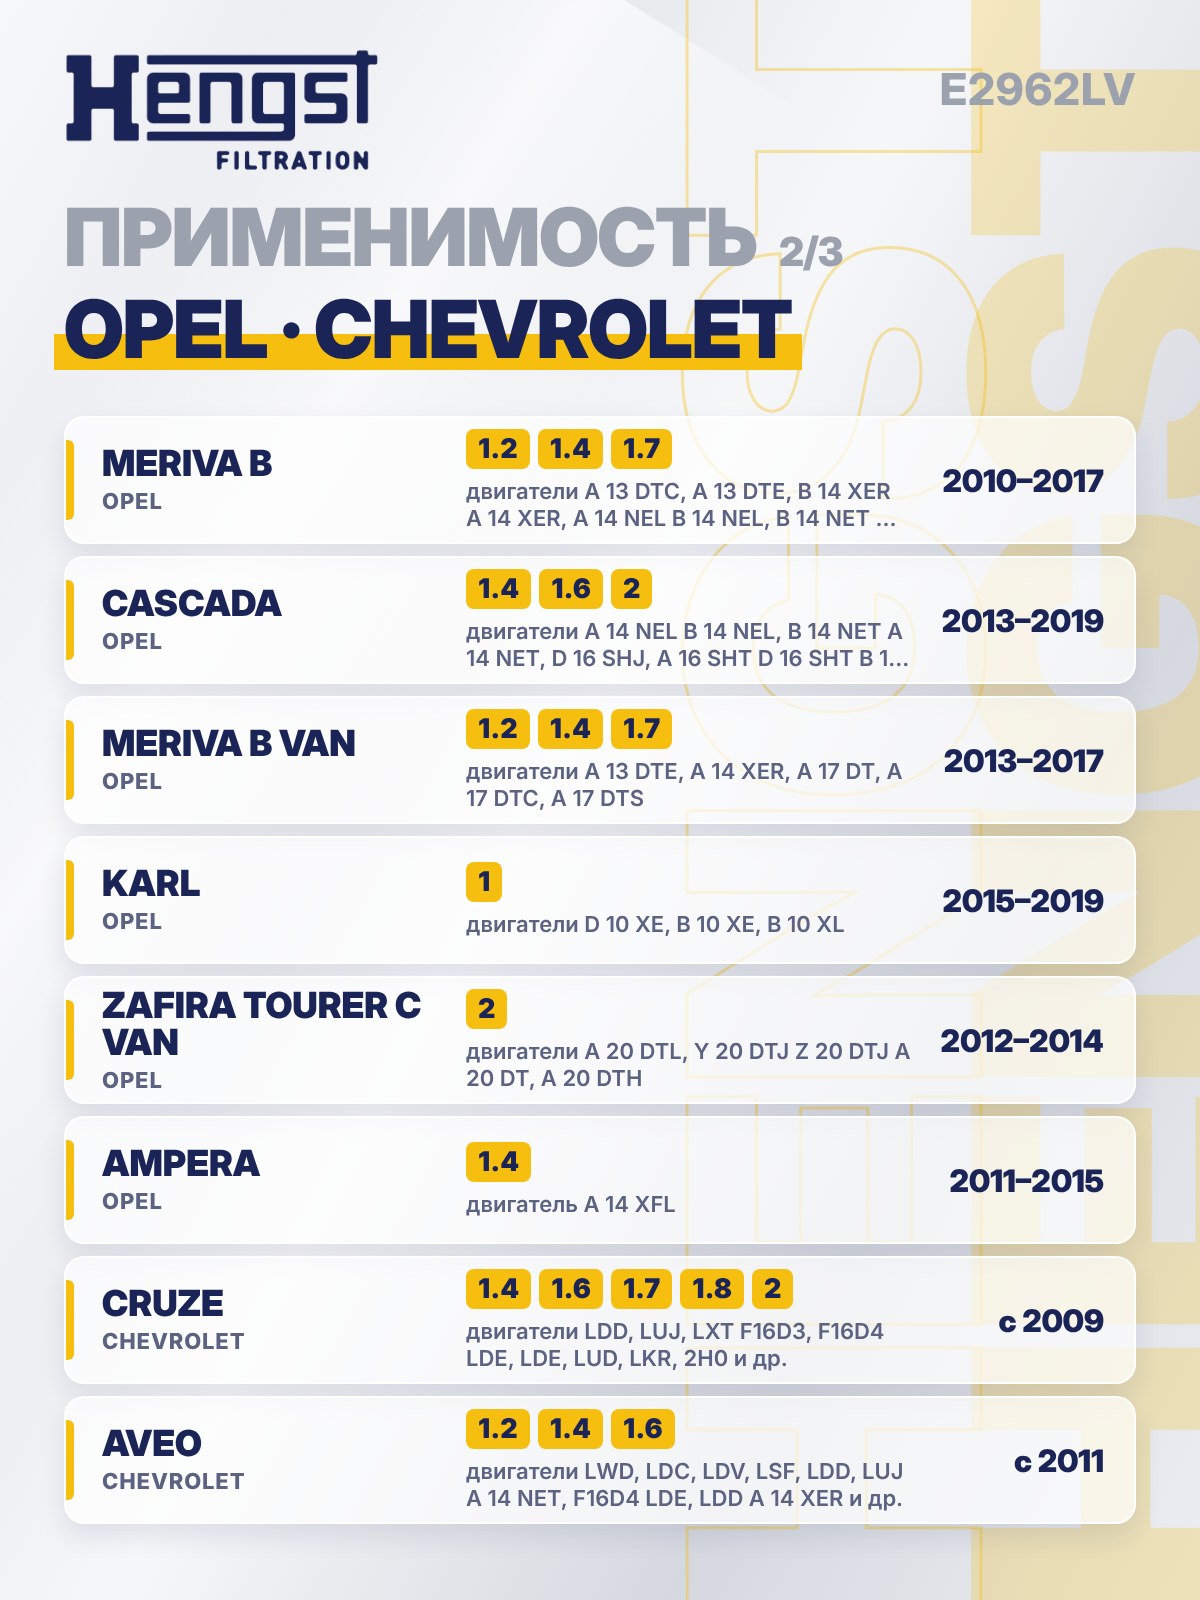 Hengst
FILTRATION
E2962LV
ПРИМЕНИМОСТЬ 2/3
OPEL · CHEVROLET
MERIVA B
OPEL
1.2 1.4 1.7
двигатели A 13 DTC, A 13 DTE, B 14 XER
A 14 XER, A 14 NEL B 14 NEL, B 14 NET ...
2010–2017
CASCADA
OPEL
1.4 1.6 2
двигатели A 14 NEL B 14 NEL, B 14 NET A
14 NET, D 16 SHJ, A 16 SHT D 16 SHT B 1...
2013–2019
MERIVA B VAN
OPEL
1.2 1.4 1.7
двигатели A 13 DTE, A 14 XER, A 17 DT, A
17 DTC, A 17 DTS
2013–2017
KARL
OPEL
1
двигатели D 10 XE, B 10 XE, B 10 XL
2015–2019
ZAFIRA TOURER C
VAN
OPEL
2
двигатели A 20 DTL, Y 20 DTJ Z 20 DTJ A
20 DT, A 20 DTH
2012–2014
AMPERA
OPEL
1.4
двигатель A 14 XFL
2011–2015
CRUZE
CHEVROLET
1.4 1.6 1.7 1.8 2
двигатели LDD, LUJ, LXT F16D3, F16D4
LDE, LDE, LUD, LKR, 2H0 и др.
с 2009
AVEO
CHEVROLET
1.2 1.4 1.6
двигатели LWD, LDC, LDV, LSF, LDD, LUJ
A 14 NET, F16D4 LDE, LDD A 14 XER и др.
с 2011
HENGST